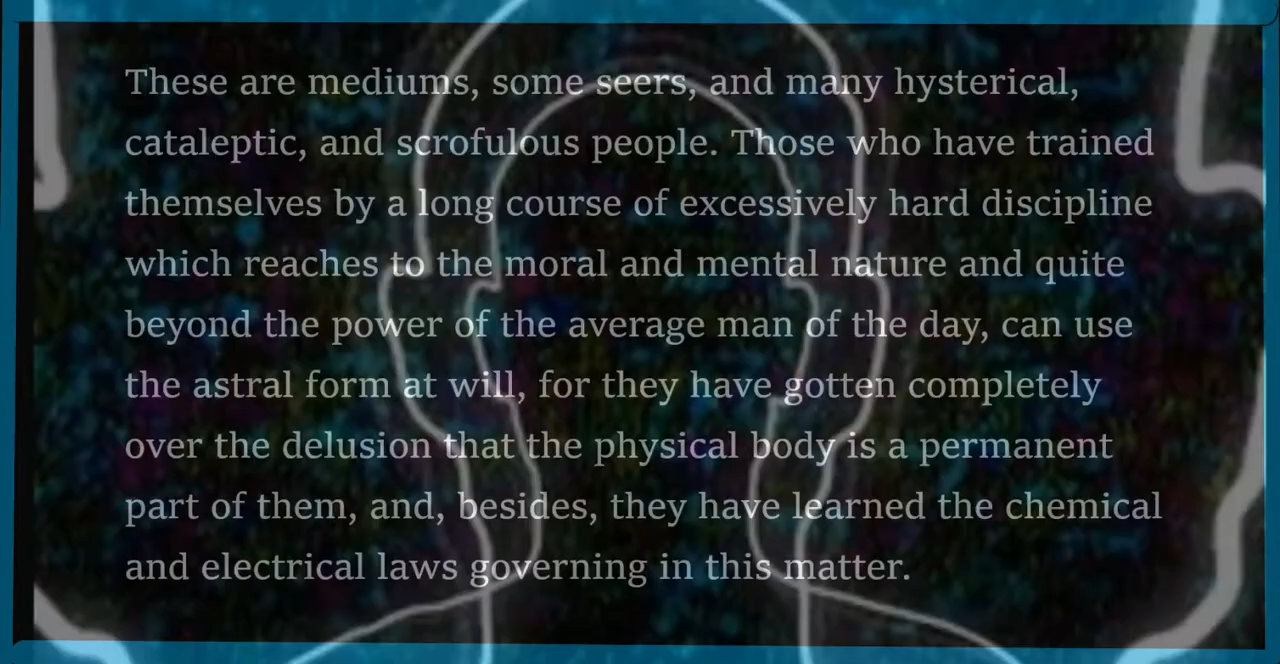 These are mediums, some seers, and many hysterical,
cataleptic, and scrofulous people. Those who have trained
themselves by a long course of excessively hard discipline
which reaches to the moral and mental nature and quite
beyond the power of the average man of the day, can use
the astral form at will, for they have gotten completely
over the delusion that the physical body is a permanent
part of them, and, besides, they have learned the chemical
and electrical laws governing in this matter.